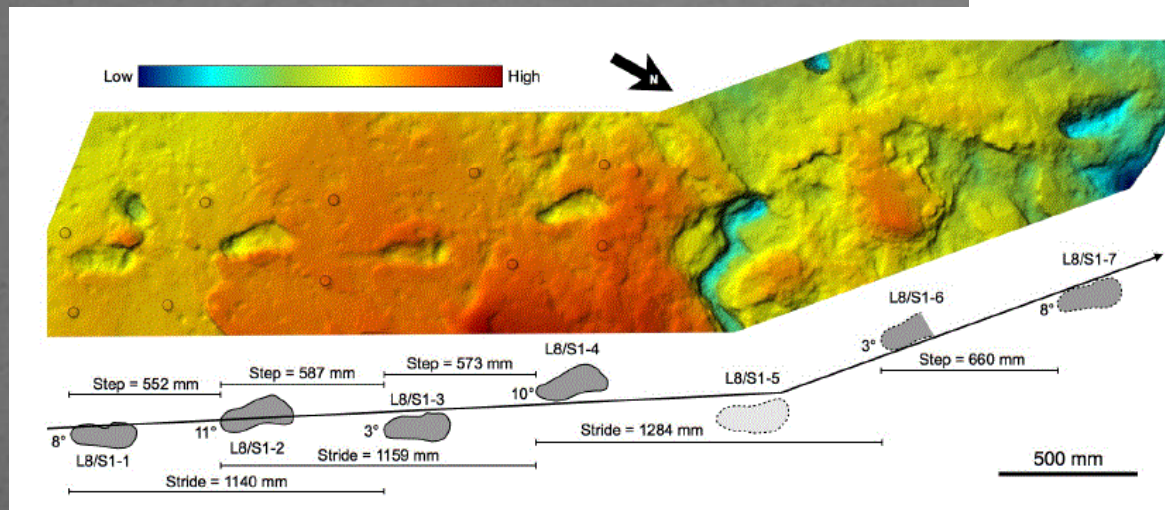 Low
High
N
L8/S1-7
L8/S1-6
8°
3°
Step = 660 mm
L8/S1-4
Step = 573 mm
Step = 587 mm
Step = 552 mm
10°
L8/S1-5
L8/S1-3
3°
11°
L8/S1-2
8°
L8/S1-1
Stride = 1284 mm
Stride = 1159 mm
Stride = 1140 mm
500 mm